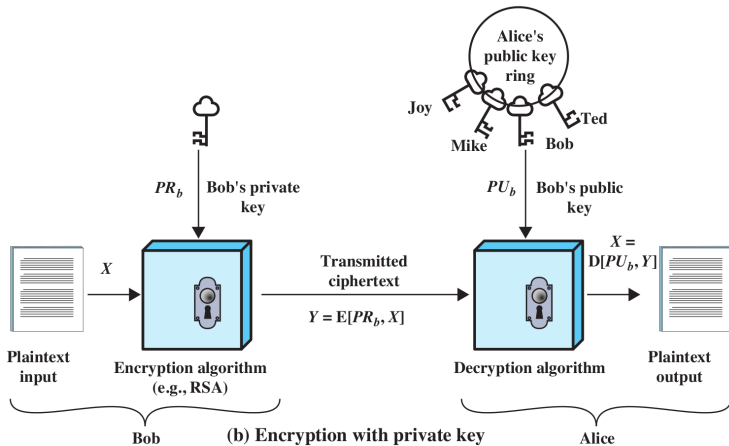 Alice's
public key
ring
Joy
Mike
Bob
Ted
PR_b
Bob's private
key
PU_b
Bob's public
key
X
Transmitted
ciphertext
Y = E[PR_b, X]
X =
D[PU_b, Y]
Plaintext
input
Encryption algorithm
(e.g., RSA)
Decryption algorithm
Plaintext
output
Bob
(b) Encryption with private key
Alice